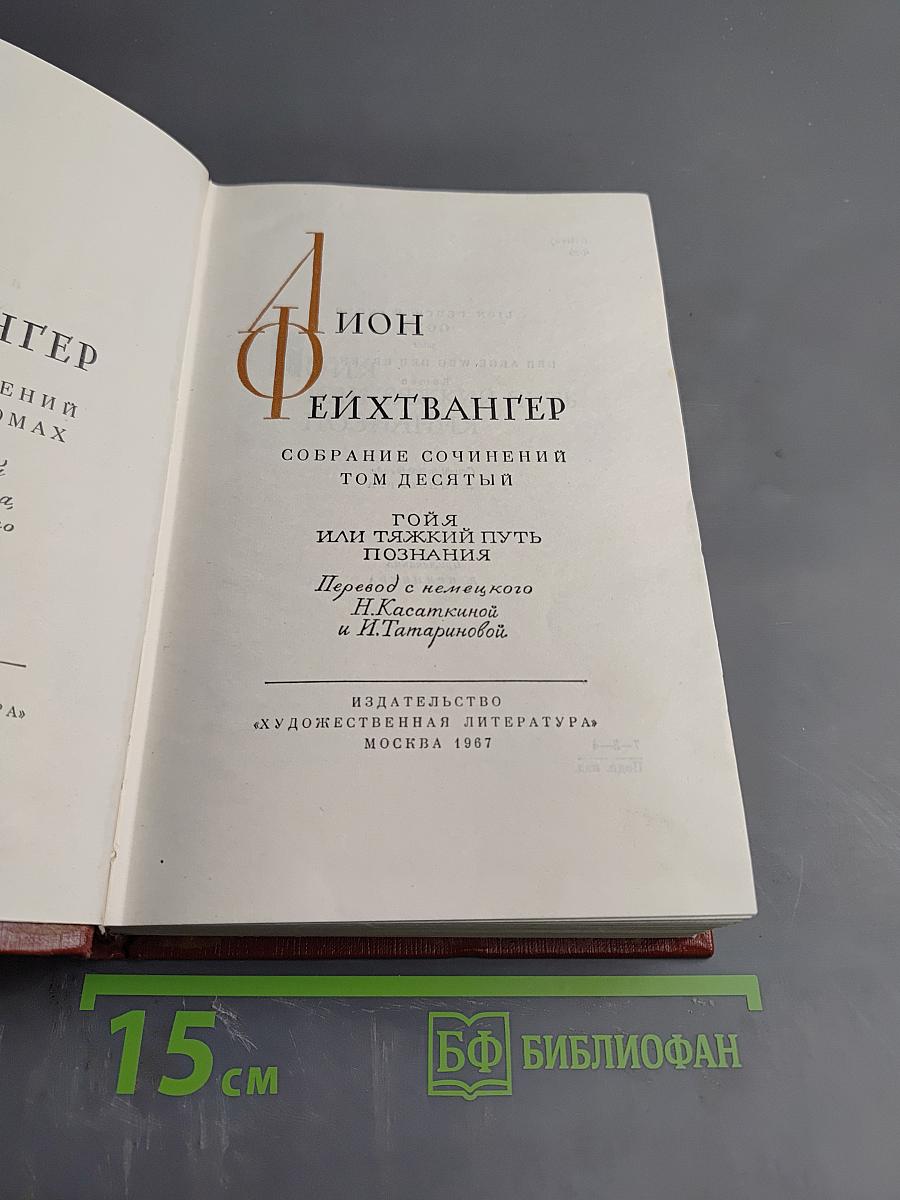 НГЕР
ЕНИЙ
ОМАХ
РА»
ЛИОН
ФЕЙХТВАНГЕР
СОБРАНИЕ СОЧИНЕНИЙ
ТОМ ДЕСЯТЫЙ
ГОЙЯ
ИЛИ ТЯЖКИЙ ПУТЬ
ПОЗНАНИЯ
Перевод с немецкого
Н.Касаткиной
и И.Татариновой
ИЗДАТЕЛЬСТВО
«ХУДОЖЕСТВЕННАЯ ЛИТЕРАТУРА»
МОСКВА 1967
15 см
БФ БИБЛИОФАН